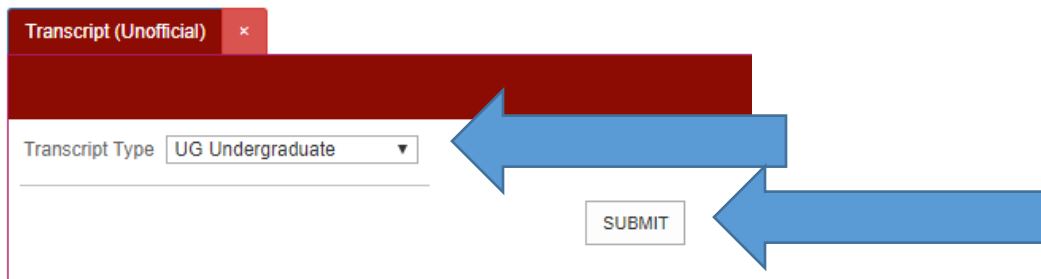 Transcript (Unofficial) ×
Transcript Type UG Undergraduate ▼
SUBMIT